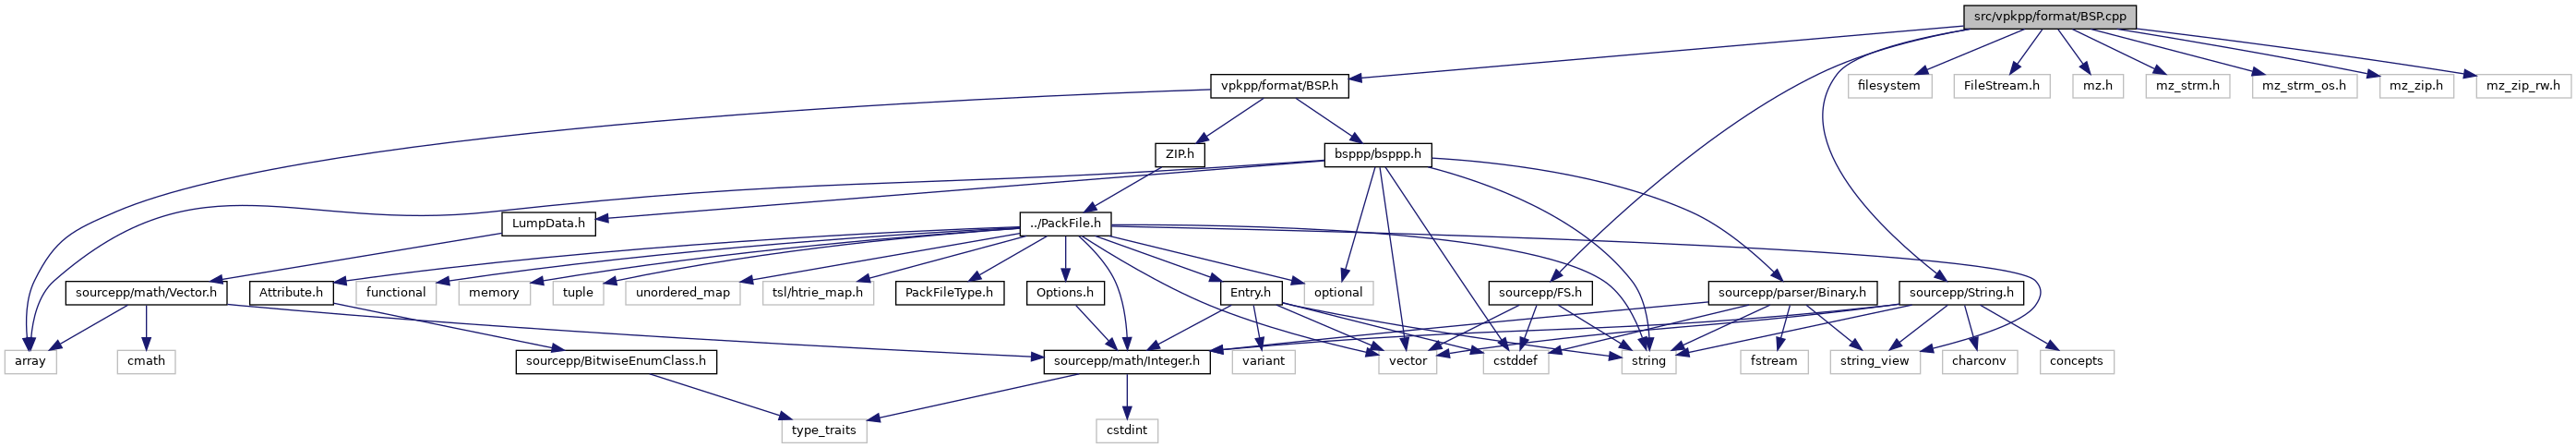 src/vpkpp/format/BSP.cpp
vpkpp/format/BSP.h
filesystem
FileStream.h
mz.h
mz_strm.h
mz_strm_os.h
mz_zip.h
mz_zip_rw.h
ZIP.h
bsppp/bsppp.h
LumpData.h
../PackFile.h
sourcepp/math/Vector.h
Attribute.h
functional
memory
tuple
unordered_map
tsl/htrie_map.h
PackFileType.h
Options.h
Entry.h
optional
sourcepp/FS.h
sourcepp/parser/Binary.h
sourcepp/String.h
array
cmath
sourcepp/BitwiseEnumClass.h
sourcepp/math/Integer.h
variant
vector
cstddef
string
fstream
string_view
charconv
concepts
type_traits
cstdint